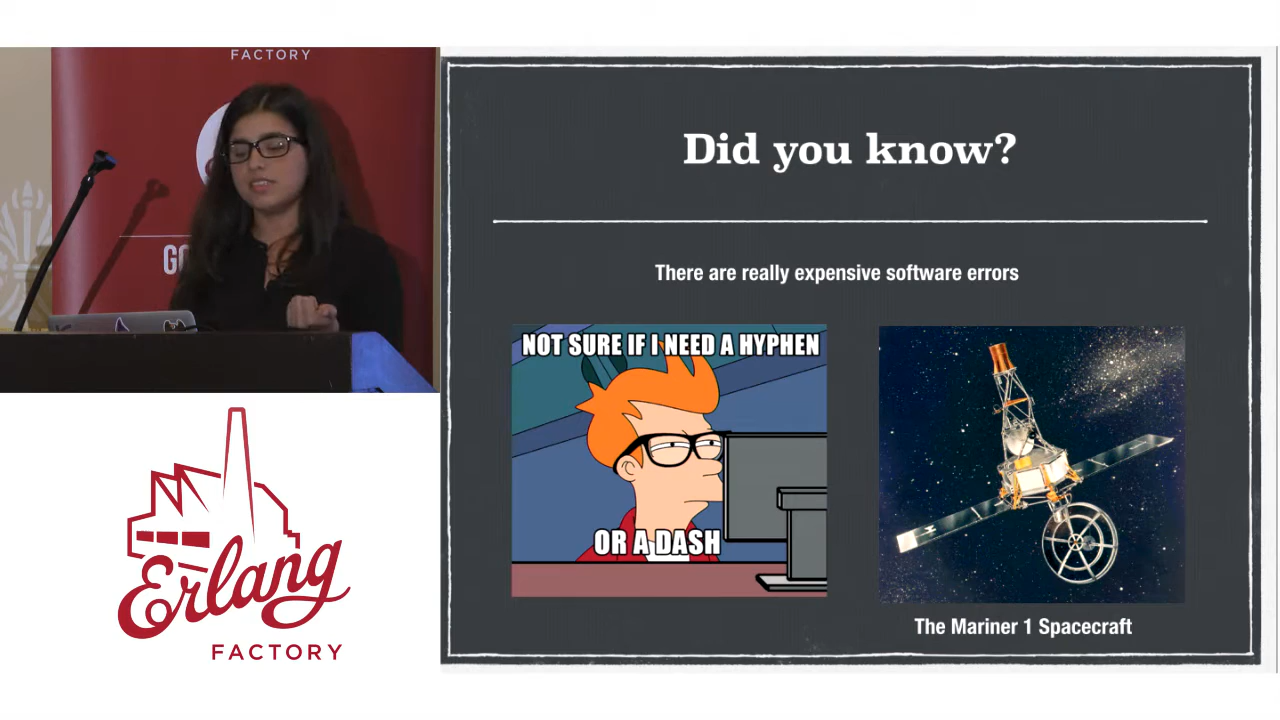 FACTORY
GO
Erlang
FACTORY
Did you know?
There are really expensive software errors
NOT SURE IF I NEED A HYPHEN
OR A DASH
The Mariner 1 Spacecraft